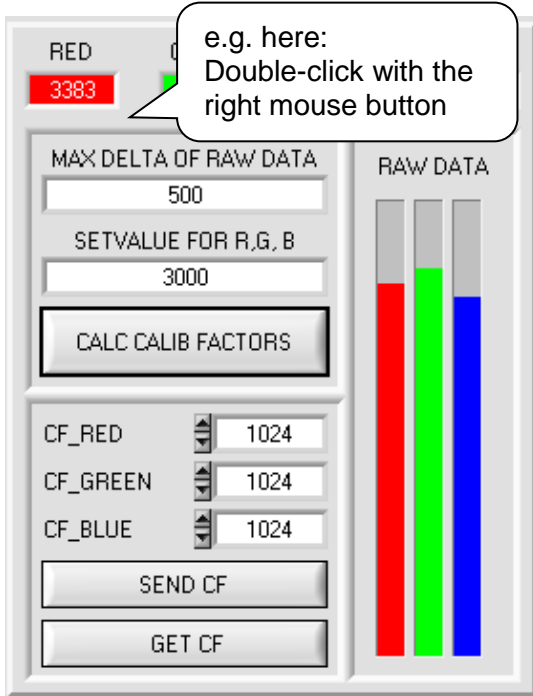 RED
3383
e.g. here:
Double-click with the
right mouse button
MAX DELTA OF RAW DATA
500
SETVALUE FOR R,G, B
3000
CALC CALIB FACTORS
RAW DATA
CF_RED 1024
CF_GREEN 1024
CF_BLUE 1024
SEND CF
GET CF